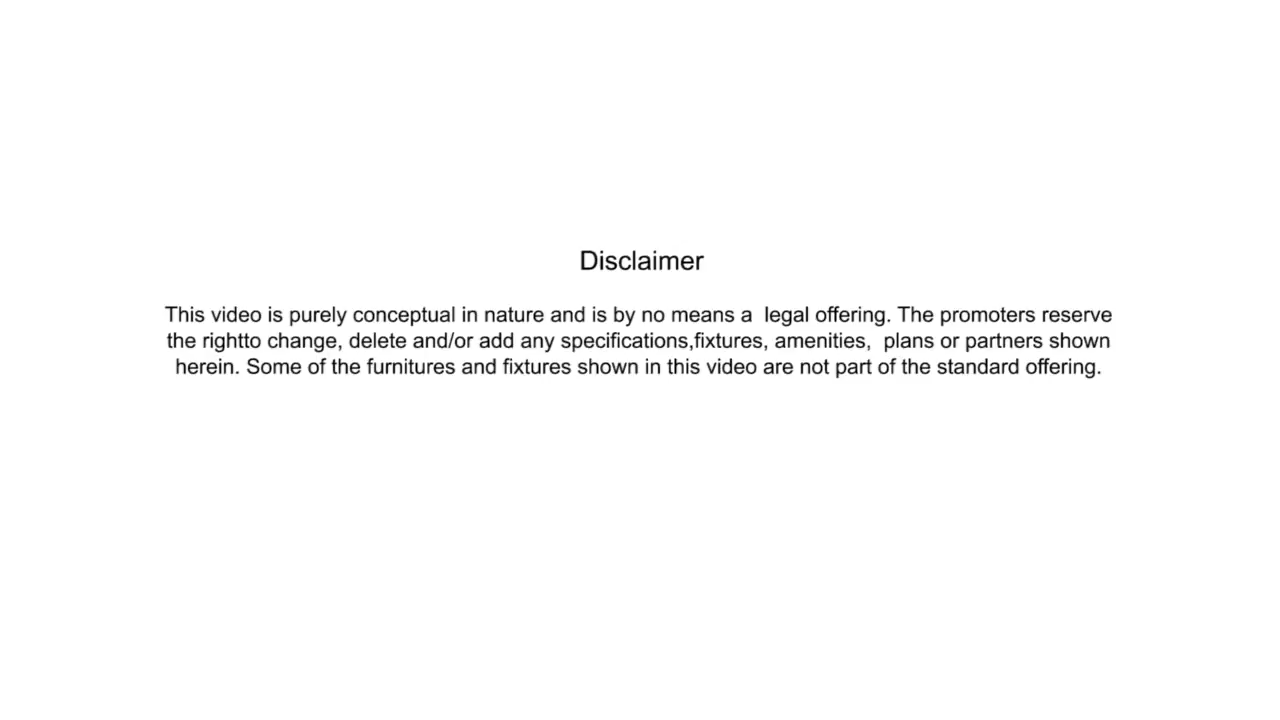 Disclaimer
This video is purely conceptual in nature and is by no means a  legal offering. The promoters reserve
the rightto change, delete and/or add any specifications,fixtures, amenities,  plans or partners shown
herein. Some of the furnitures and fixtures shown in this video are not part of the standard offering.